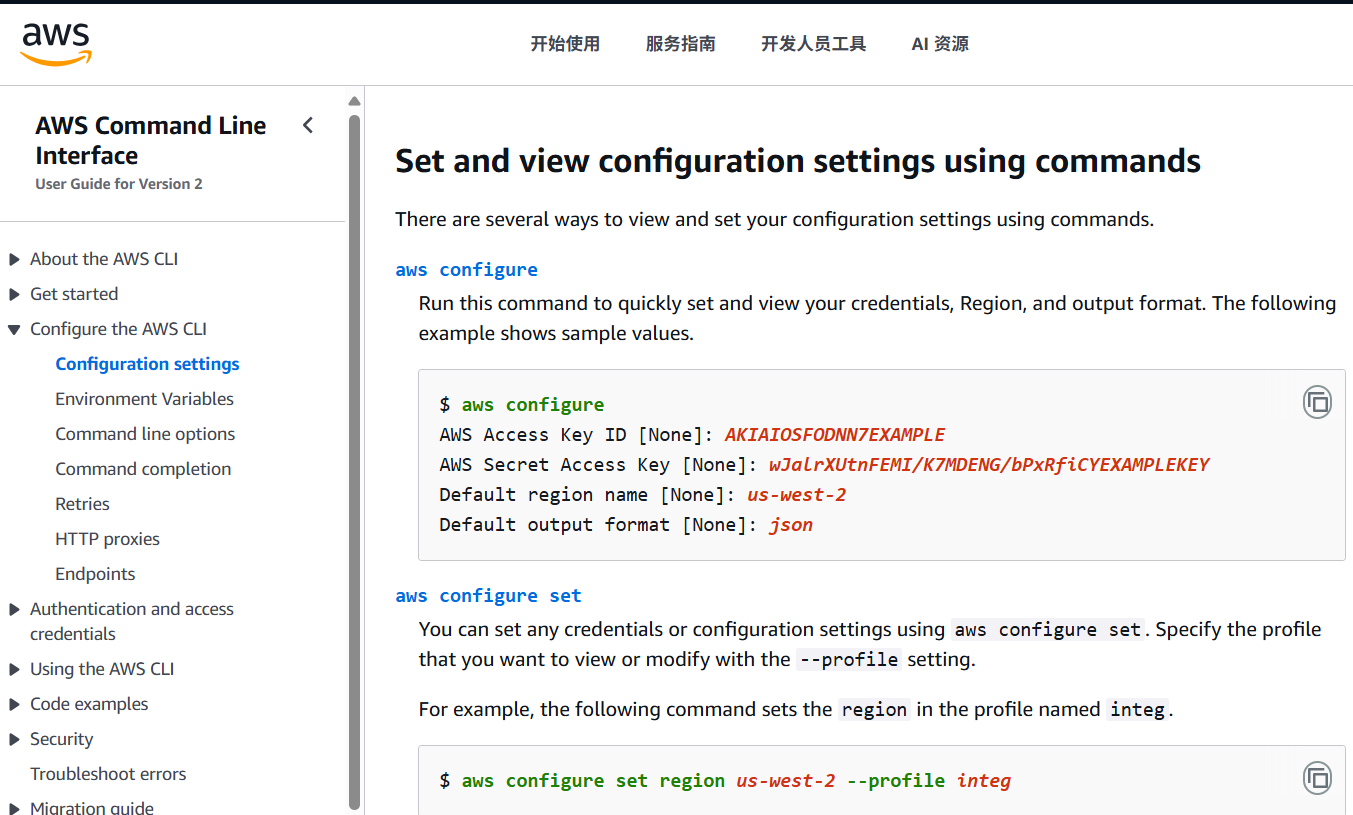 aws
开始使用 服务指南 开发人员工具 AI 资源
AWS Command Line
Interface
User Guide for Version 2
About the AWS CLI
Get started
Configure the AWS CLI
Configuration settings
Environment Variables
Command line options
Command completion
Retries
HTTP proxies
Endpoints
Authentication and access
credentials
Using the AWS CLI
Code examples
Security
Troubleshoot errors
Migration guide
Set and view configuration settings using commands
There are several ways to view and set your configuration settings using commands.
aws configure
Run this command to quickly set and view your credentials, Region, and output format. The following
example shows sample values.
$ aws configure
AWS Access Key ID [None]: AKIAIOSFODNN7EXAMPLE
AWS Secret Access Key [None]: wJalrXUtnFEMI/K7MDENG/bPxRfiCYEXAMPLEKEY
Default region name [None]: us-west-2
Default output format [None]: json
aws configure set
You can set any credentials or configuration settings using aws configure set. Specify the profile
that you want to view or modify with the --profile setting.
For example, the following command sets the region in the profile named integ.
$ aws configure set region us-west-2 --profile integ